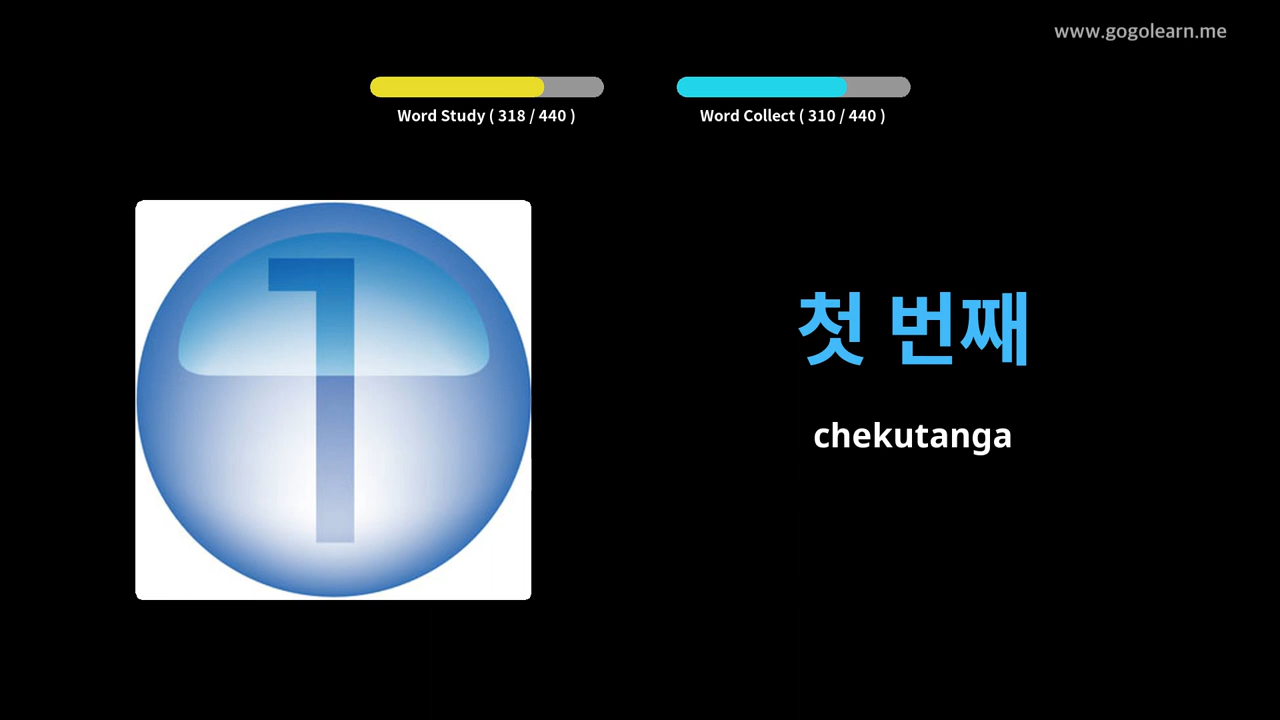 www.gogolearn.me
Word Study ( 318 / 440 )
Word Collect ( 310 / 440 )
1
첫 번째
chekutanga